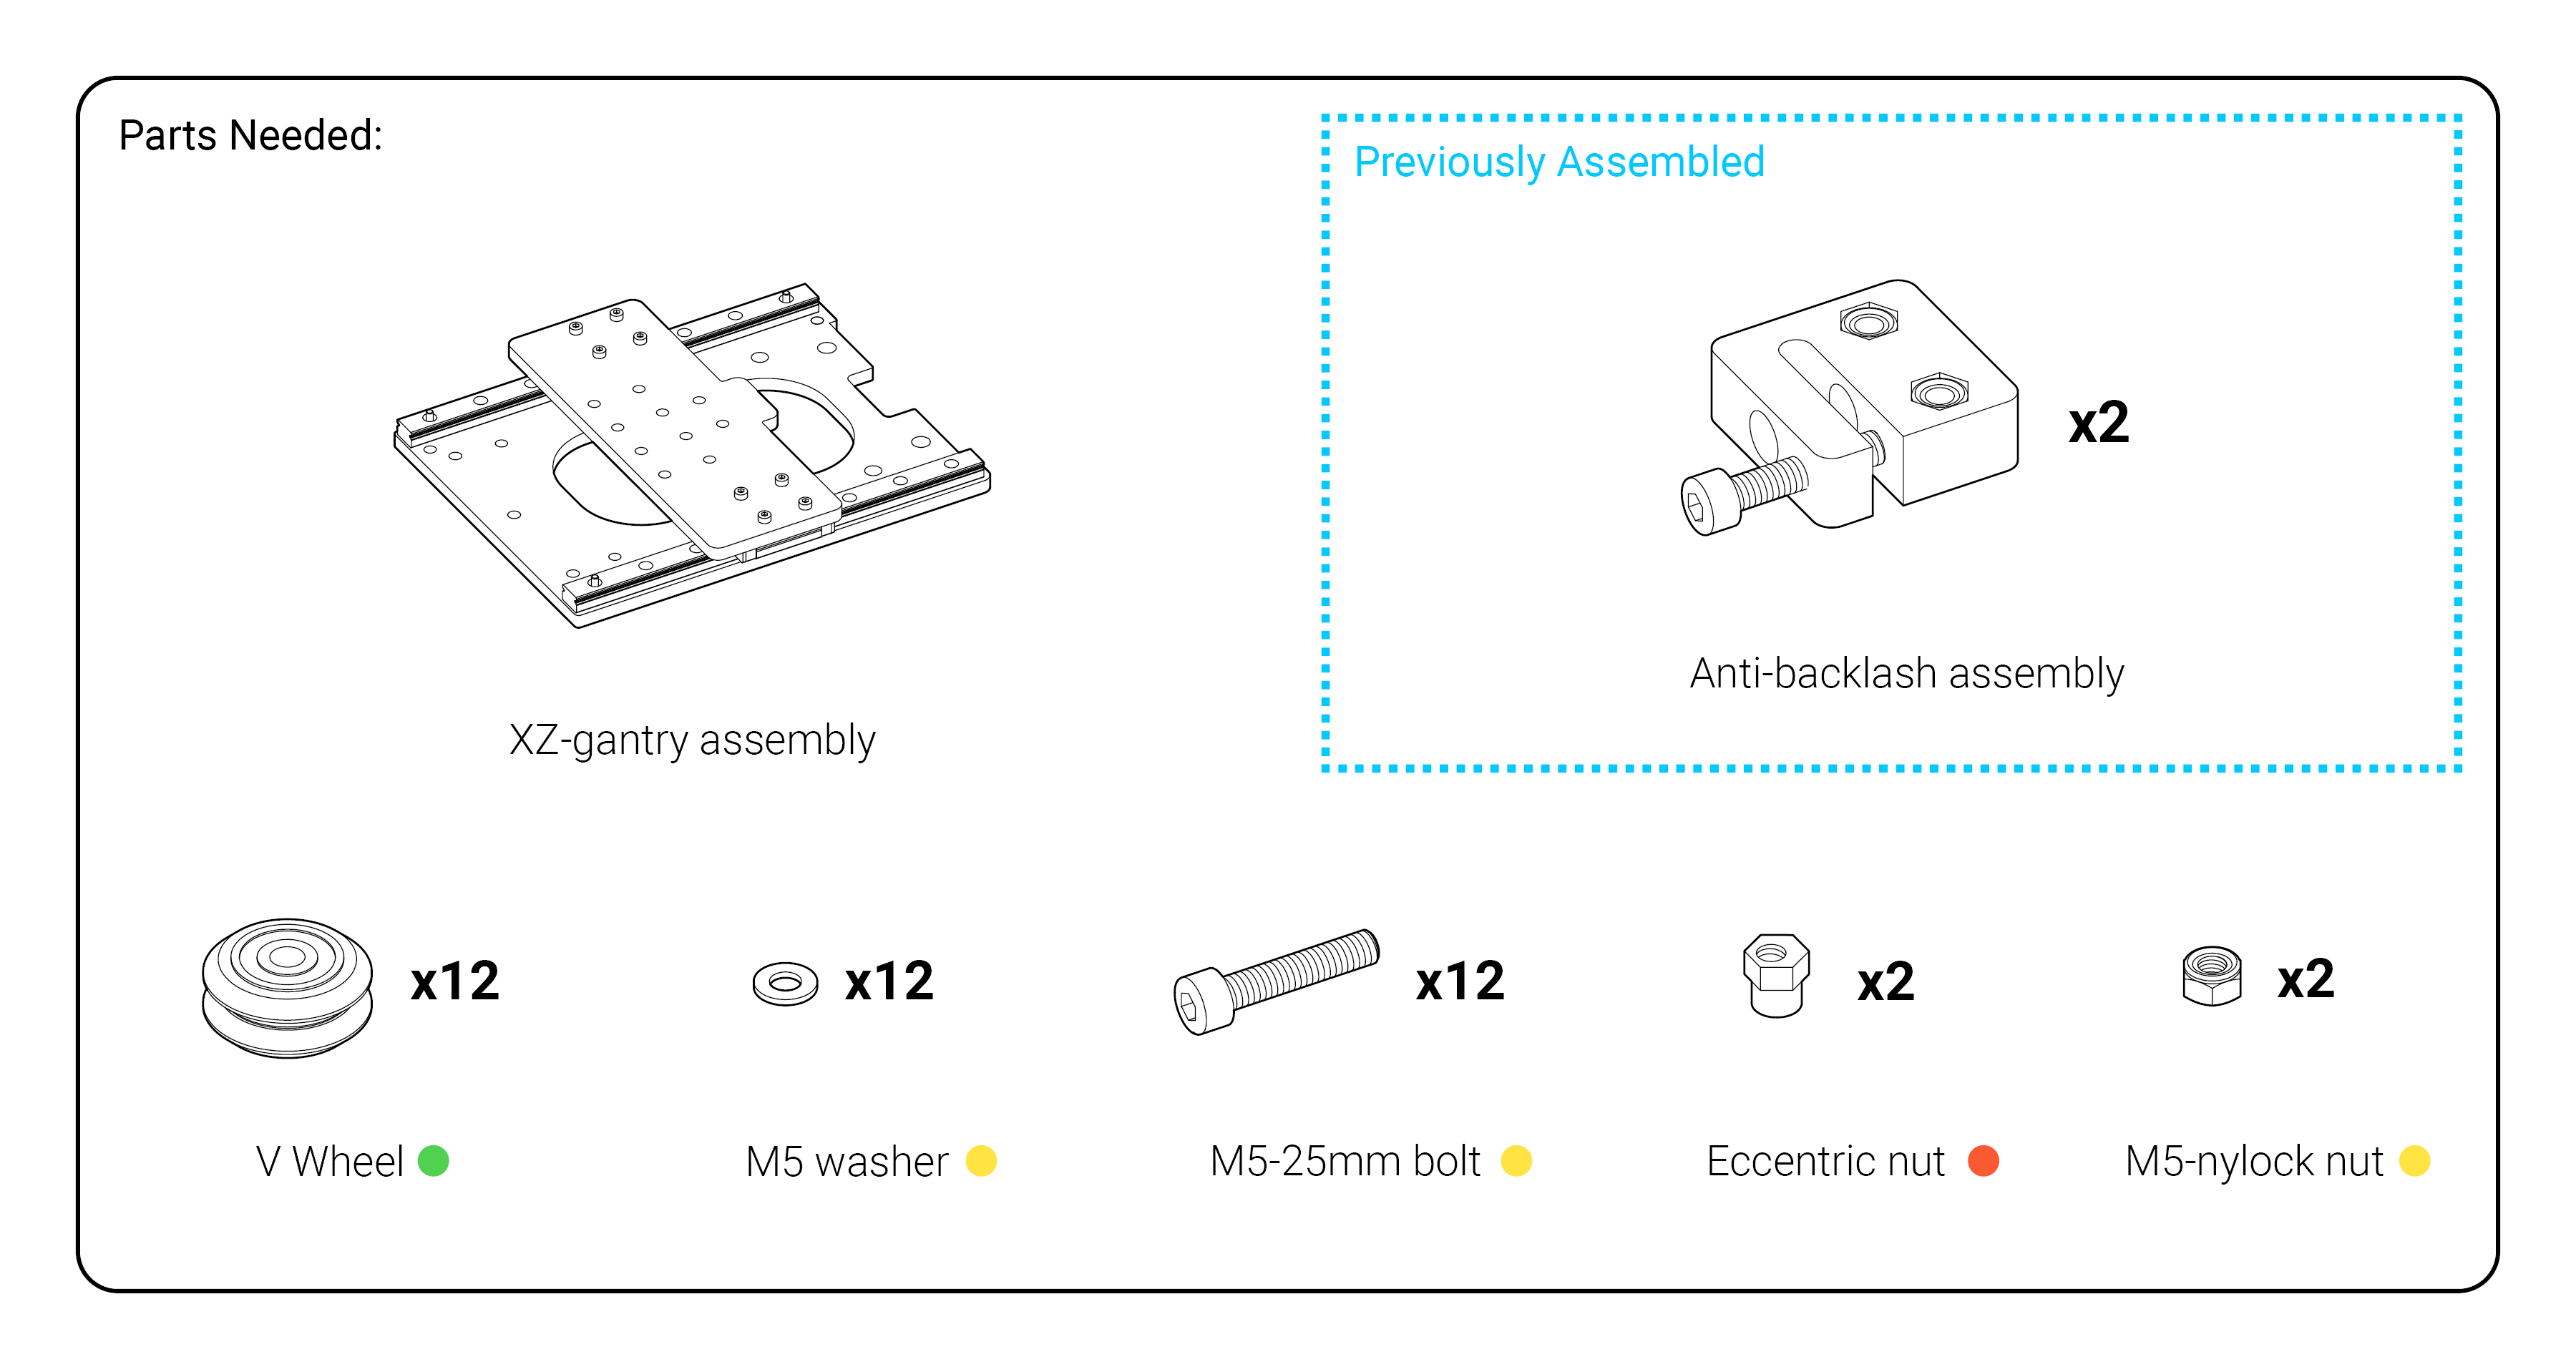 Parts Needed:
Previously Assembled
x2
Anti-backlash assembly
XZ-gantry assembly
x12
x12
x12
x2
x2
V Wheel
M5 washer
M5-25mm bolt
Eccentric nut
M5-nylock nut